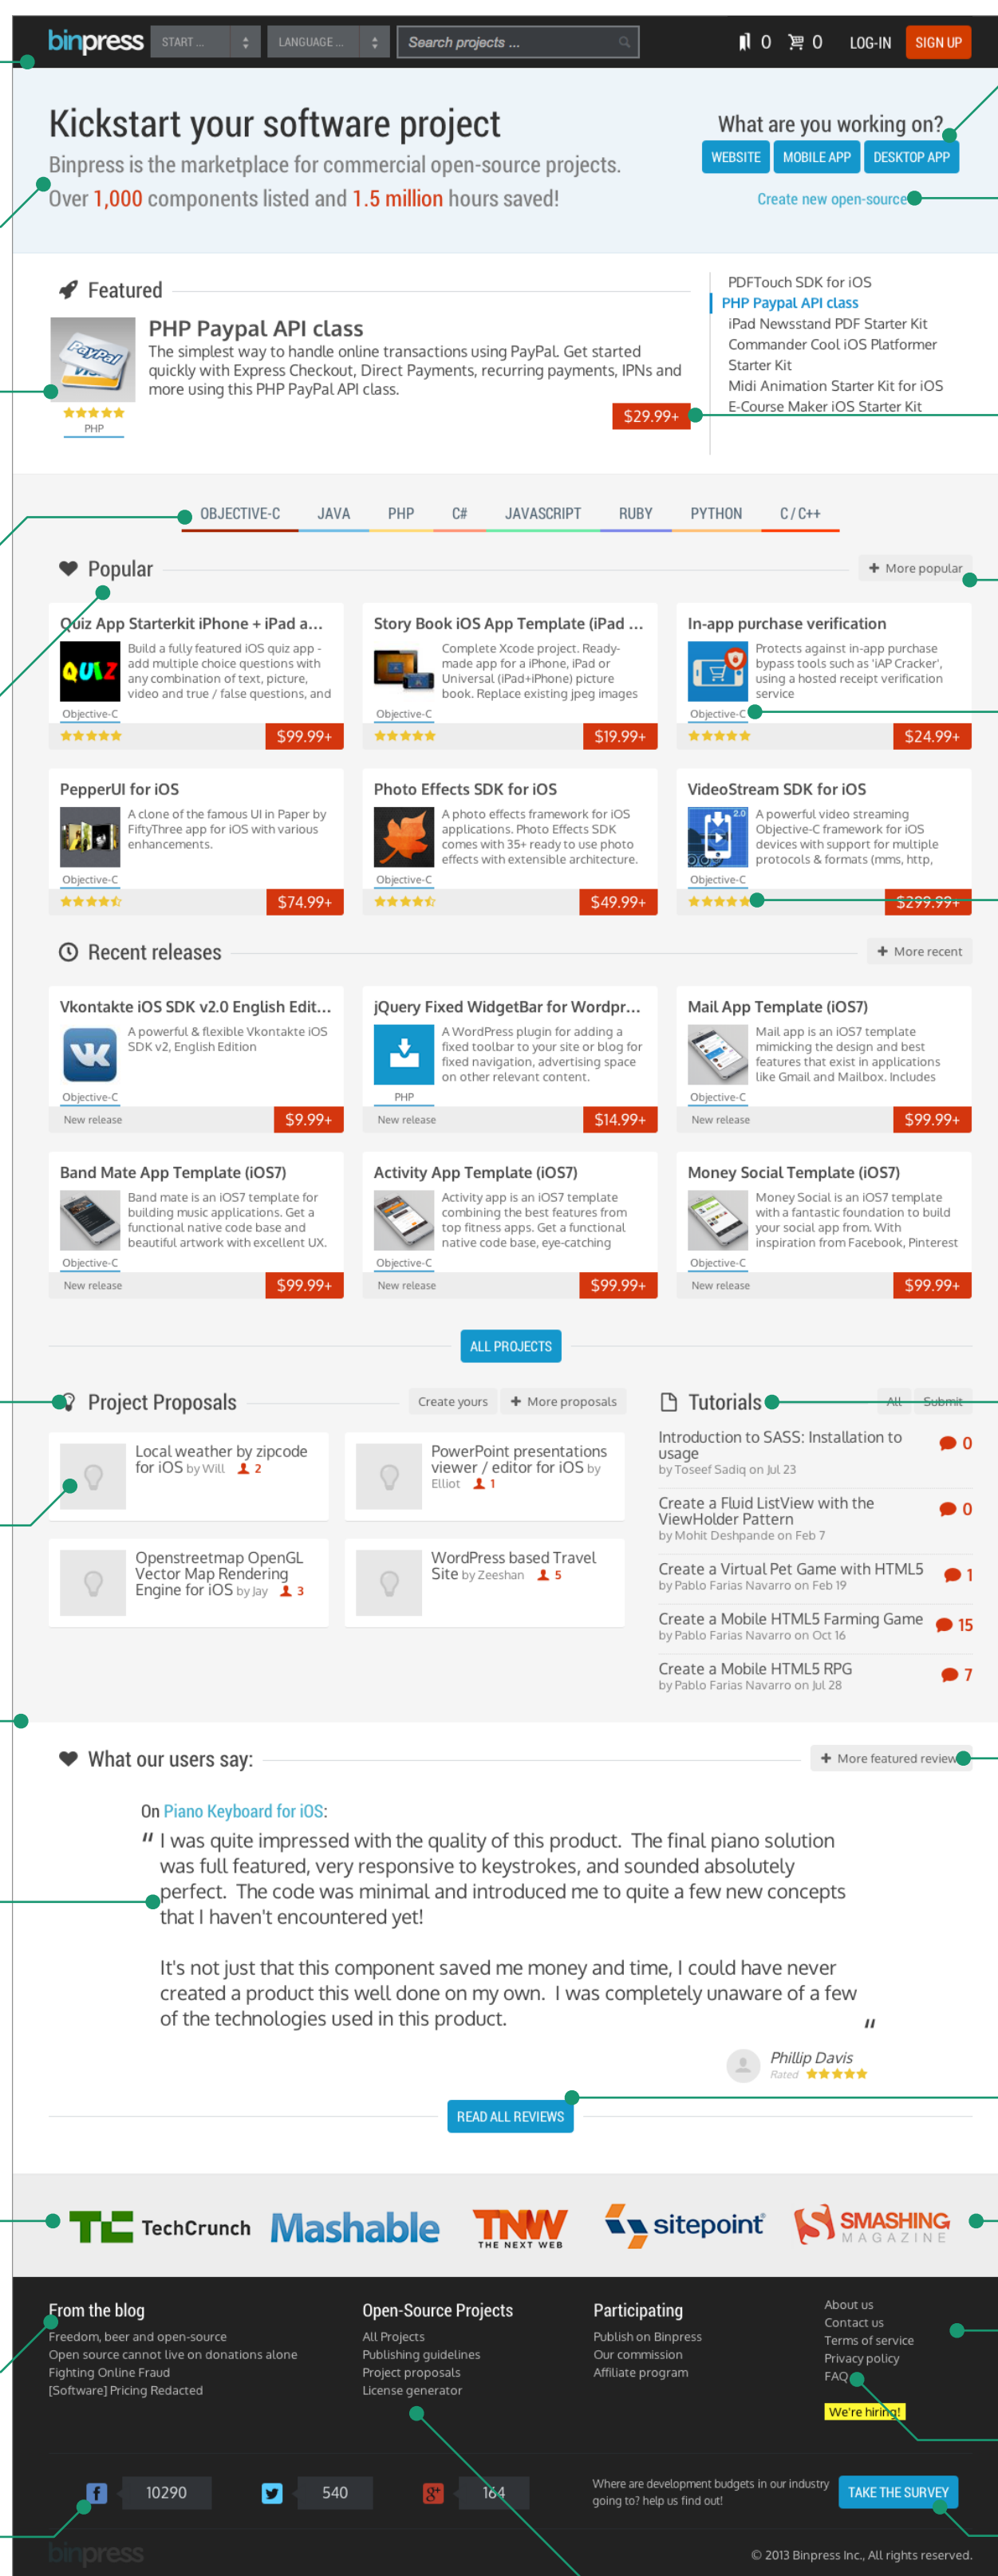 binpress START ... LANGUAGE ... Search projects ... 0 0 LOG-IN SIGN UP
Kickstart your software project
Binpress is the marketplace for commercial open-source projects.
Over 1,000 components listed and 1.5 million hours saved!
What are you working on?
WEBSITE MOBILE APP DESKTOP APP
Create new open-source
Featured
PayPal
PHP Paypal API class
The simplest way to handle online transactions using PayPal. Get started
quickly with Express Checkout, Direct Payments, recurring payments, IPNs and
more using this PHP PayPal API class.
PHP
$29.99+
PDFTouch SDK for iOS
PHP Paypal API class
iPad Newsstand PDF Starter Kit
Commander Cool iOS Platformer
Starter Kit
Midi Animation Starter Kit for iOS
E-Course Maker iOS Starter Kit
OBJECTIVE-C JAVA PHP C# JAVASCRIPT RUBY PYTHON C / C++
Popular
+ More popular
Quiz App Starterkit iPhone + iPad a...
QUIZ
Build a fully featured iOS quiz app -
add multiple choice questions with
any combination of text, picture,
video and true / false questions, and
Objective-C
$99.99+
Story Book iOS App Template (iPad ...
Complete Xcode project. Ready-
made app for a iPhone, iPad or
Universal (iPad+iPhone) picture
book. Replace existing jpeg images
Objective-C
$19.99+
In-app purchase verification
Protects against in-app purchase
bypass tools such as 'iAP Cracker',
using a hosted receipt verification
service
Objective-C
$24.99+
PepperUI for iOS
A clone of the famous UI in Paper by
FiftyThree app for iOS with various
enhancements.
Objective-C
$74.99+
Photo Effects SDK for iOS
A photo effects framework for iOS
applications. Photo Effects SDK
comes with 35+ ready to use photo
effects with extensible architecture.
Objective-C
$49.99+
VideoStream SDK for iOS
2.0
A powerful video streaming
Objective-C framework for iOS
devices with support for multiple
protocols & formats (mms, http,
Objective-C
$299.99+
Recent releases
+ More recent
Vkontakte iOS SDK v2.0 English Edit...
A powerful & flexible Vkontakte iOS
SDK v2, English Edition
Objective-C
New release
$9.99+
jQuery Fixed WidgetBar for Wordpr...
A WordPress plugin for adding a
fixed toolbar to your site or blog for
fixed navigation, advertising space
on other relevant content.
PHP
New release
$14.99+
Mail App Template (iOS7)
Mail app is an iOS7 template
mimicking the design and best
features that exist in applications
like Gmail and Mailbox. Includes
Objective-C
New release
$99.99+
Band Mate App Template (iOS7)
Band mate is an iOS7 template for
building music applications. Get a
functional native code base and
beautiful artwork with excellent UX.
Objective-C
New release
$99.99+
Activity App Template (iOS7)
Activity app is an iOS7 template
combining the best features from
top fitness apps. Get a functional
native code base, eye-catching
Objective-C
New release
$99.99+
Money Social Template (iOS7)
Money Social is an iOS7 template
with a fantastic foundation to build
your social app from. With
inspiration from Facebook, Pinterest
Objective-C
New release
$99.99+
ALL PROJECTS
Project Proposals
Create yours + More proposals
Local weather by zipcode
for iOS by Will 2
PowerPoint presentations
viewer / editor for iOS by
Elliot 1
Openstreetmap OpenGL
Vector Map Rendering
Engine for iOS by Jay 3
WordPress based Travel
Site by Zeeshan 5
Tutorials
All Submit
Introduction to SASS: Installation to
usage
by Toseef Sadiq on Jul 23
0
Create a Fluid ListView with the
ViewHolder Pattern
by Mohit Deshpande on Feb 7
0
Create a Virtual Pet Game with HTML5
by Pablo Farias Navarro on Feb 19
1
Create a Mobile HTML5 Farming Game
by Pablo Farias Navarro on Oct 16
15
Create a Mobile HTML5 RPG
by Pablo Farias Navarro on Jul 28
7
What our users say:
+ More featured review
On Piano Keyboard for iOS:
" I was quite impressed with the quality of this product. The final piano solution
was full featured, very responsive to keystrokes, and sounded absolutely
perfect. The code was minimal and introduced me to quite a few new concepts
that I haven't encountered yet!
It's not just that this component saved me money and time, I could have never
created a product this well done on my own. I was completely unaware of a few
of the technologies used in this product. "
Phillip Davis
Rated
READ ALL REVIEWS
TC TechCrunch Mashable TNW THE NEXT WEB sitepoint® SMASHING MAGAZINE
From the blog
Freedom, beer and open-source
Open source cannot live on donations alone
Fighting Online Fraud
[Software] Pricing Redacted
Open-Source Projects
All Projects
Publishing guidelines
Project proposals
License generator
Participating
Publish on Binpress
Our commission
Affiliate program
About us
Contact us
Terms of service
Privacy policy
FAQ
We're hiring!
f 10290 540 g+ 164
Where are development budgets in our industry
going to? help us find out!
TAKE THE SURVEY
binpress
© 2013 Binpress Inc., All rights reserved.